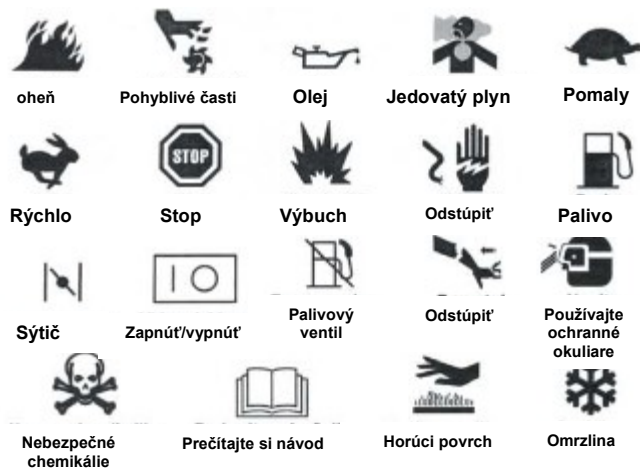 oheň
Pohyblivé časti
Olej
Jedovatý plyn
Pomaly
STOP
Rýchlo
Stop
Výbuch
Odstúpiť
Palivo
Sýtič
Zapnúť/vypnúť
Palivový
ventil
Odstúpiť
Používajte
ochranné
okuliare
Nebezpečné
chemikálie
Prečítajte si návod
Horúci povrch
Omrzlina